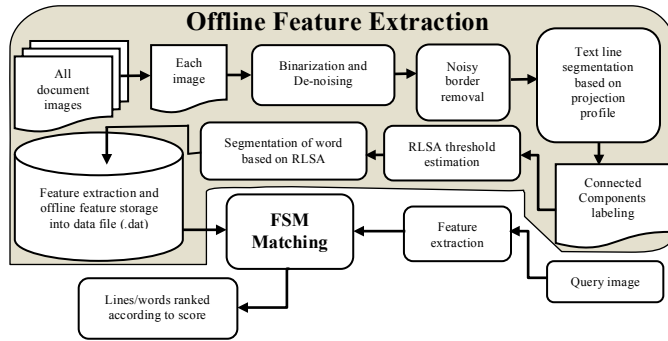 Offline Feature Extraction
All
document
images
Each
image
Binarization and
De-noising
Noisy
border
removal
Text line
segmentation
based on
projection
profile
Connected
Components
labeling
RLSA threshold
estimation
Segmentation of word
based on RLSA
Feature extraction and
offline feature storage
into data file (.dat)
FSM
Matching
Feature
extraction
Query image
Lines/words ranked
according to score